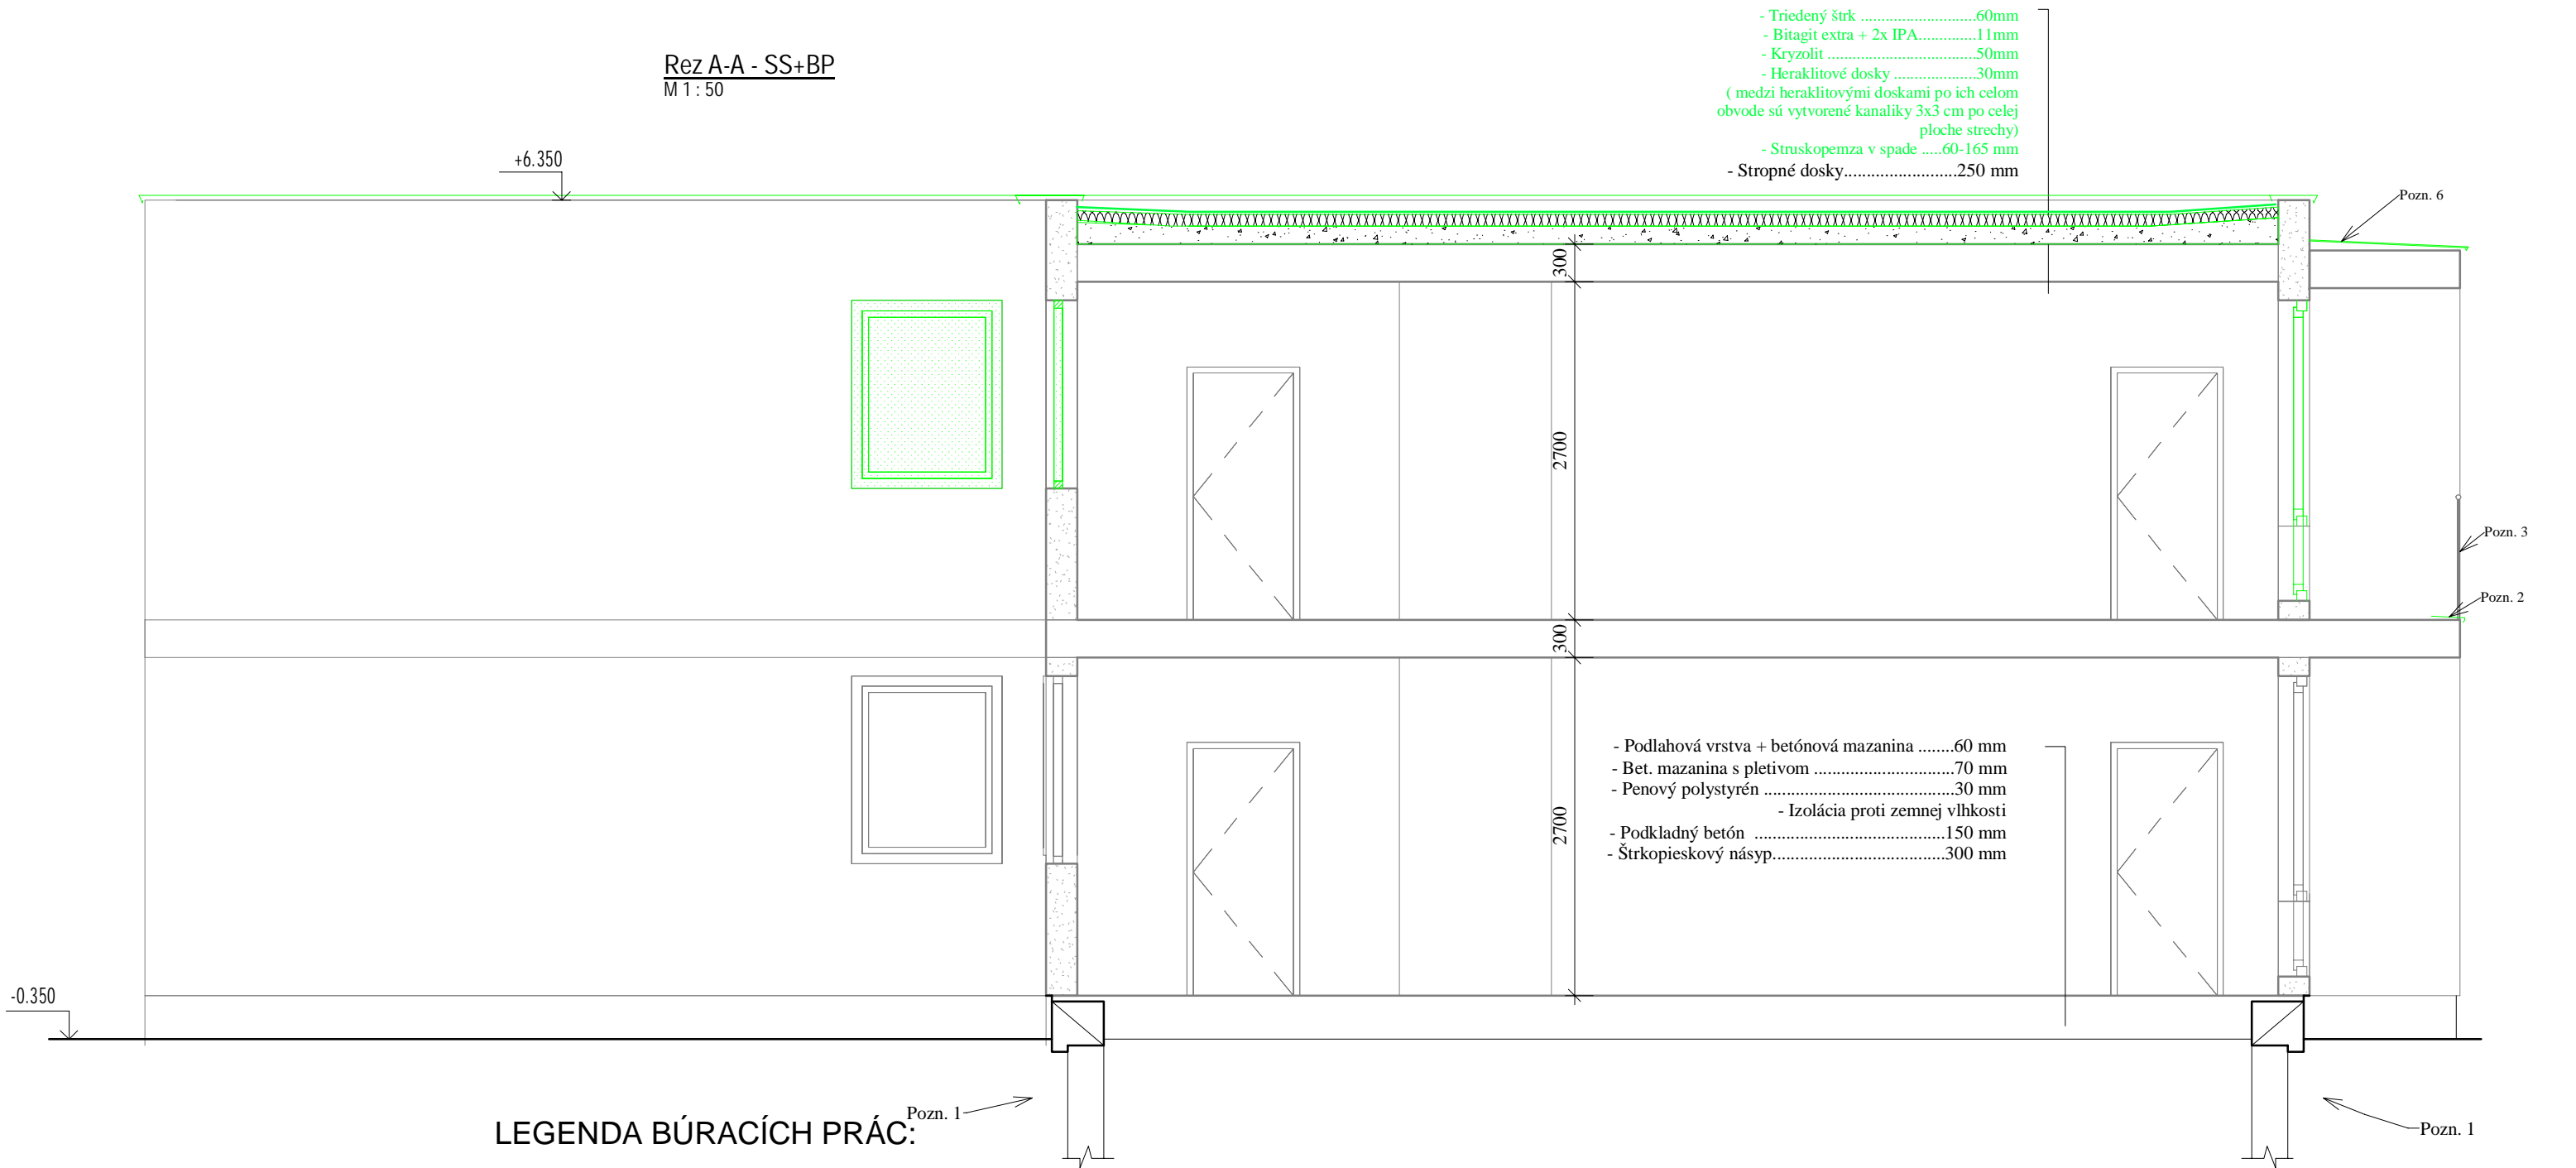 Rez A-A - SS+BP
M 1 : 50
- Triedený štrk ............................60mm
- Bitagit extra + 2x IPA..............11mm
- Kryzolit ....................................50mm
- Heraklitové dosky ....................30mm
( medzi heraklitovými doskami po ich celom
obvode sú vytvorené kanaliky 3x3 cm po celej
ploche strechy)
- Struskopemza v spade .....60-165 mm
- Stropné dosky.........................250 mm
+6.350
Pozn. 6
300
2700
Pozn. 3
Pozn. 2
300
2700
- Podlahová vrstva + betónová mazanina ........60 mm
- Bet. mazanina s pletivom ...............................70 mm
- Penový polystyrén ..........................................30 mm
- Izolácia proti zemnej vlhkosti
- Podkladný betón ..........................................150 mm
- Štrkopieskový násyp......................................300 mm
-0.350
Pozn. 1
LEGENDA BÚRACÍCH PRÁC:
Pozn. 1